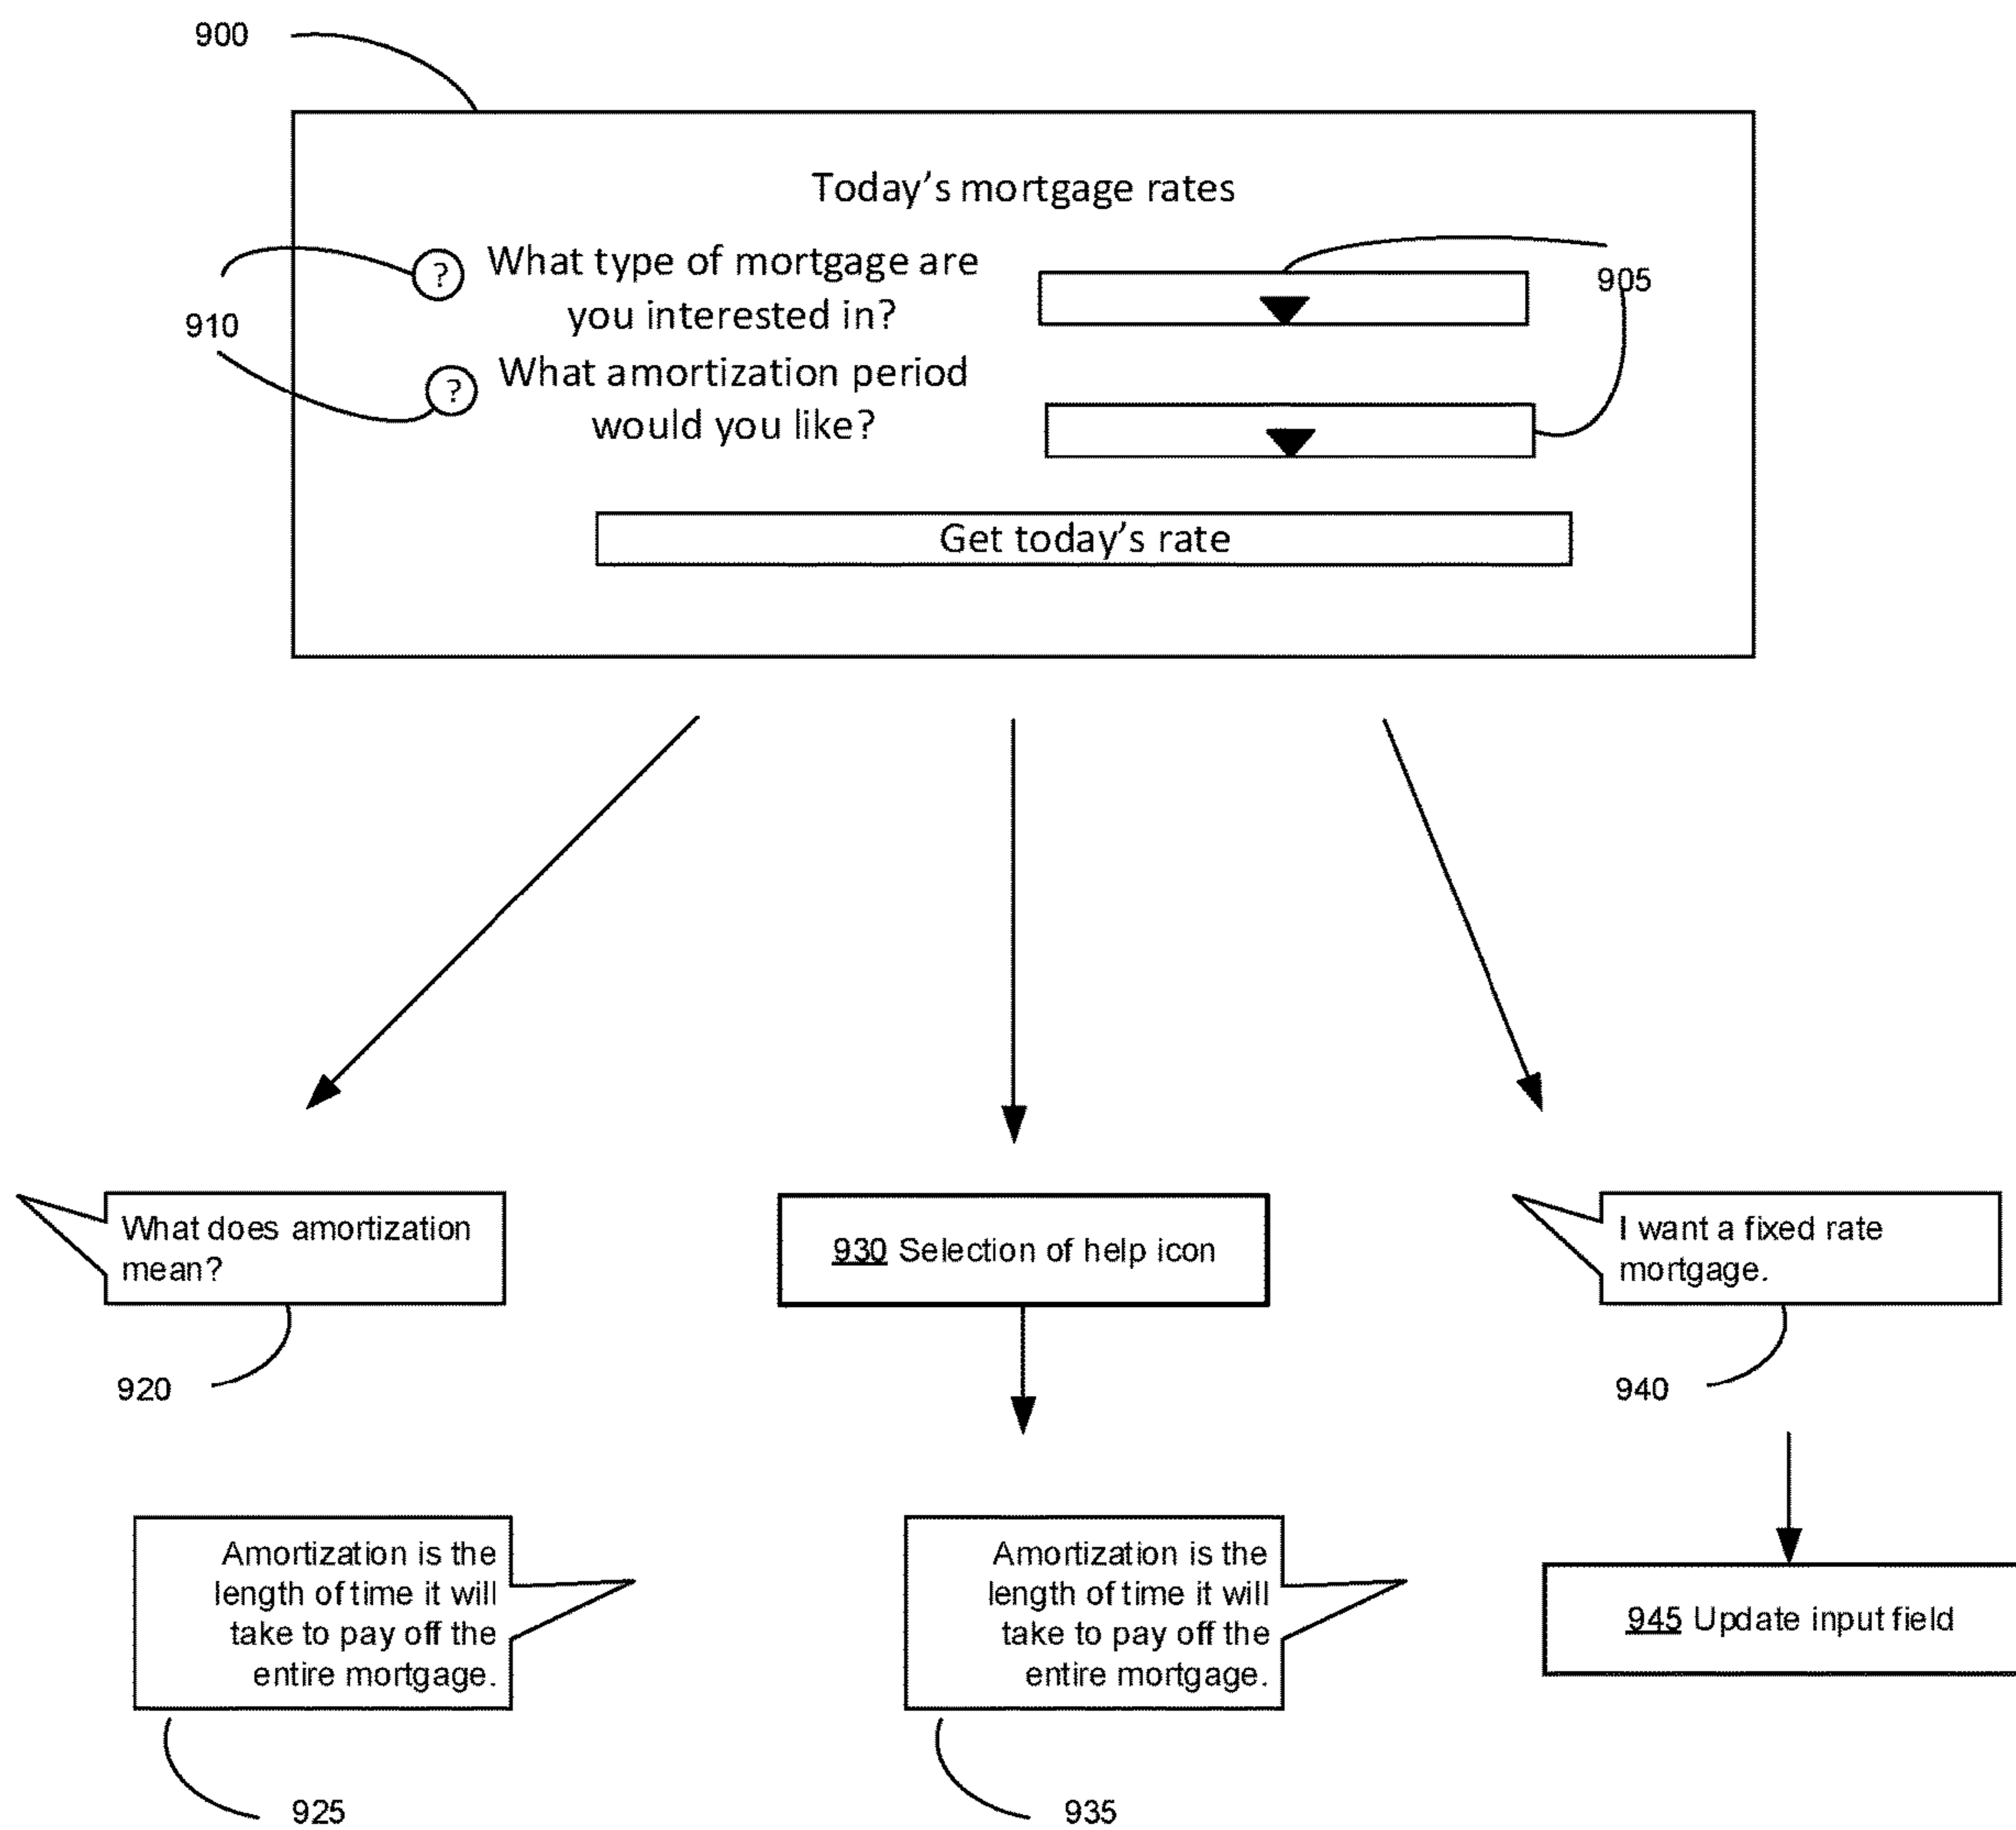 900
Today's mortgage rates
? What type of mortgage are
you interested in?
905
910
? What amortization period
would you like?
Get today's rate
What does amortization
mean?
920
930 Selection of help icon
I want a fixed rate
mortgage.
940
Amortization is the
length of time it will
take to pay off the
entire mortgage.
925
Amortization is the
length of time it will
take to pay off the
entire mortgage.
935
945 Update input field